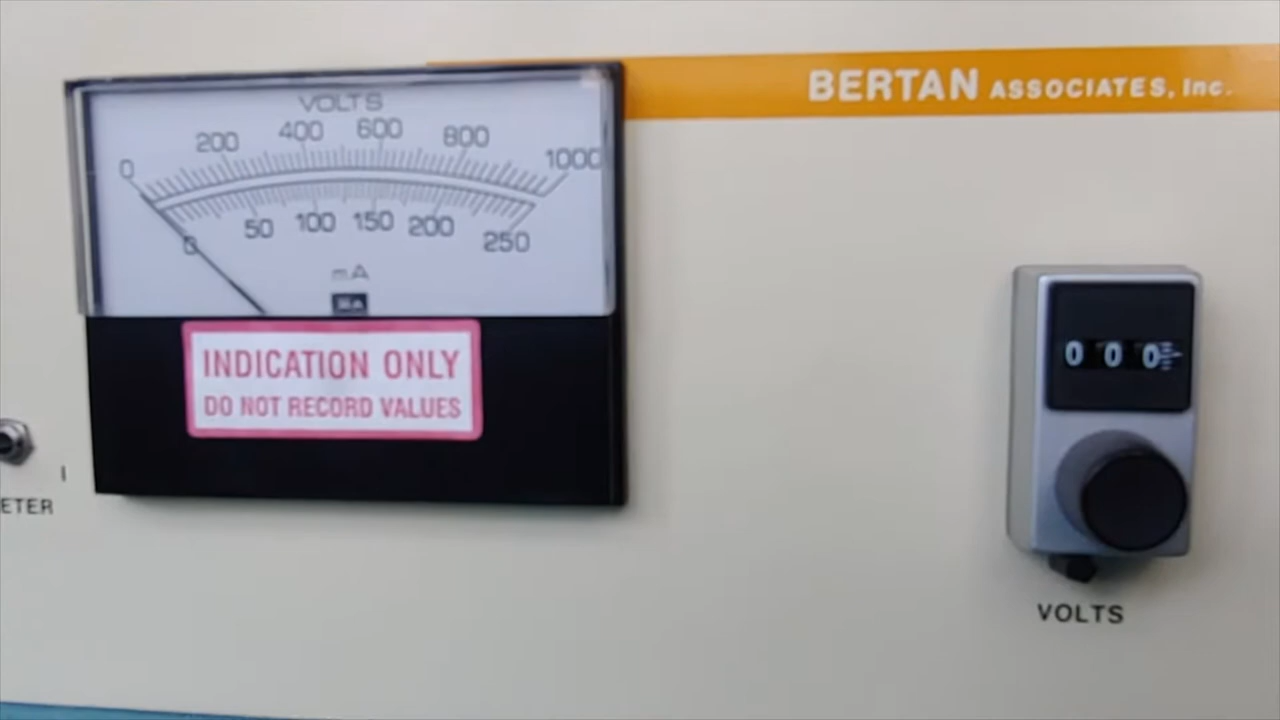 BERTAN ASSOCIATES, Inc.
VOLTS
0 200 400 600 800 1000
0 50 100 150 200 250
mA
INDICATION ONLY
DO NOT RECORD VALUES
0 0 0
I
ETER
VOLTS